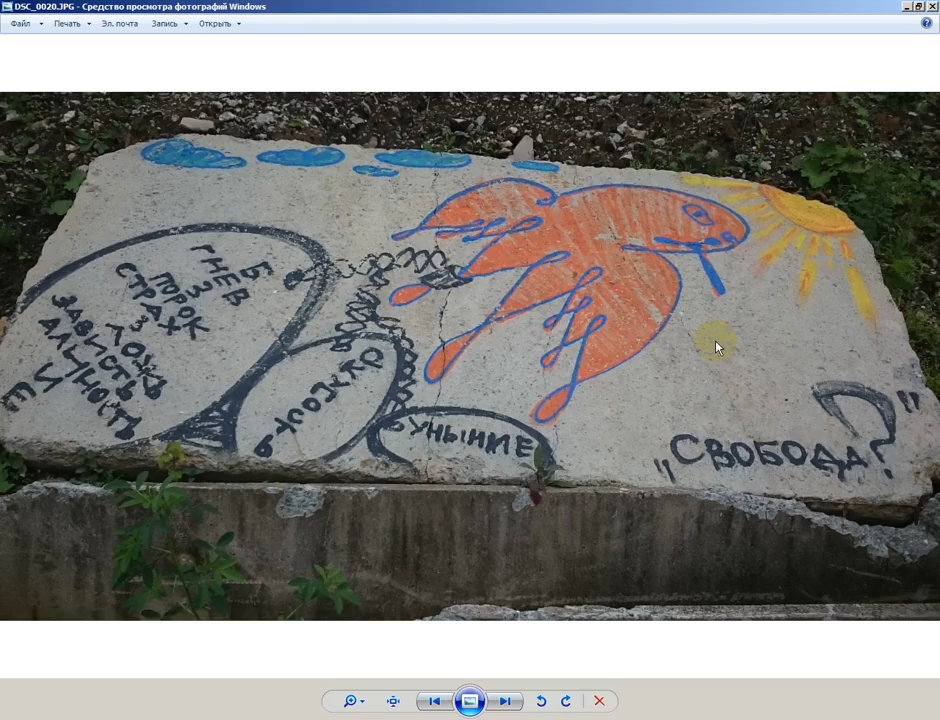 DSC_0020.JPG - Средство просмотра фотографий Windows
Файл Печать Эл. почта Запись Открыть
ГНЕВ
ПОРОК
СТРАХ
ЛОЖЬ
ЗАВИСТЬ
АЛЧНОСТЬ
УНЫНИЕ
"СВОБОДА?"